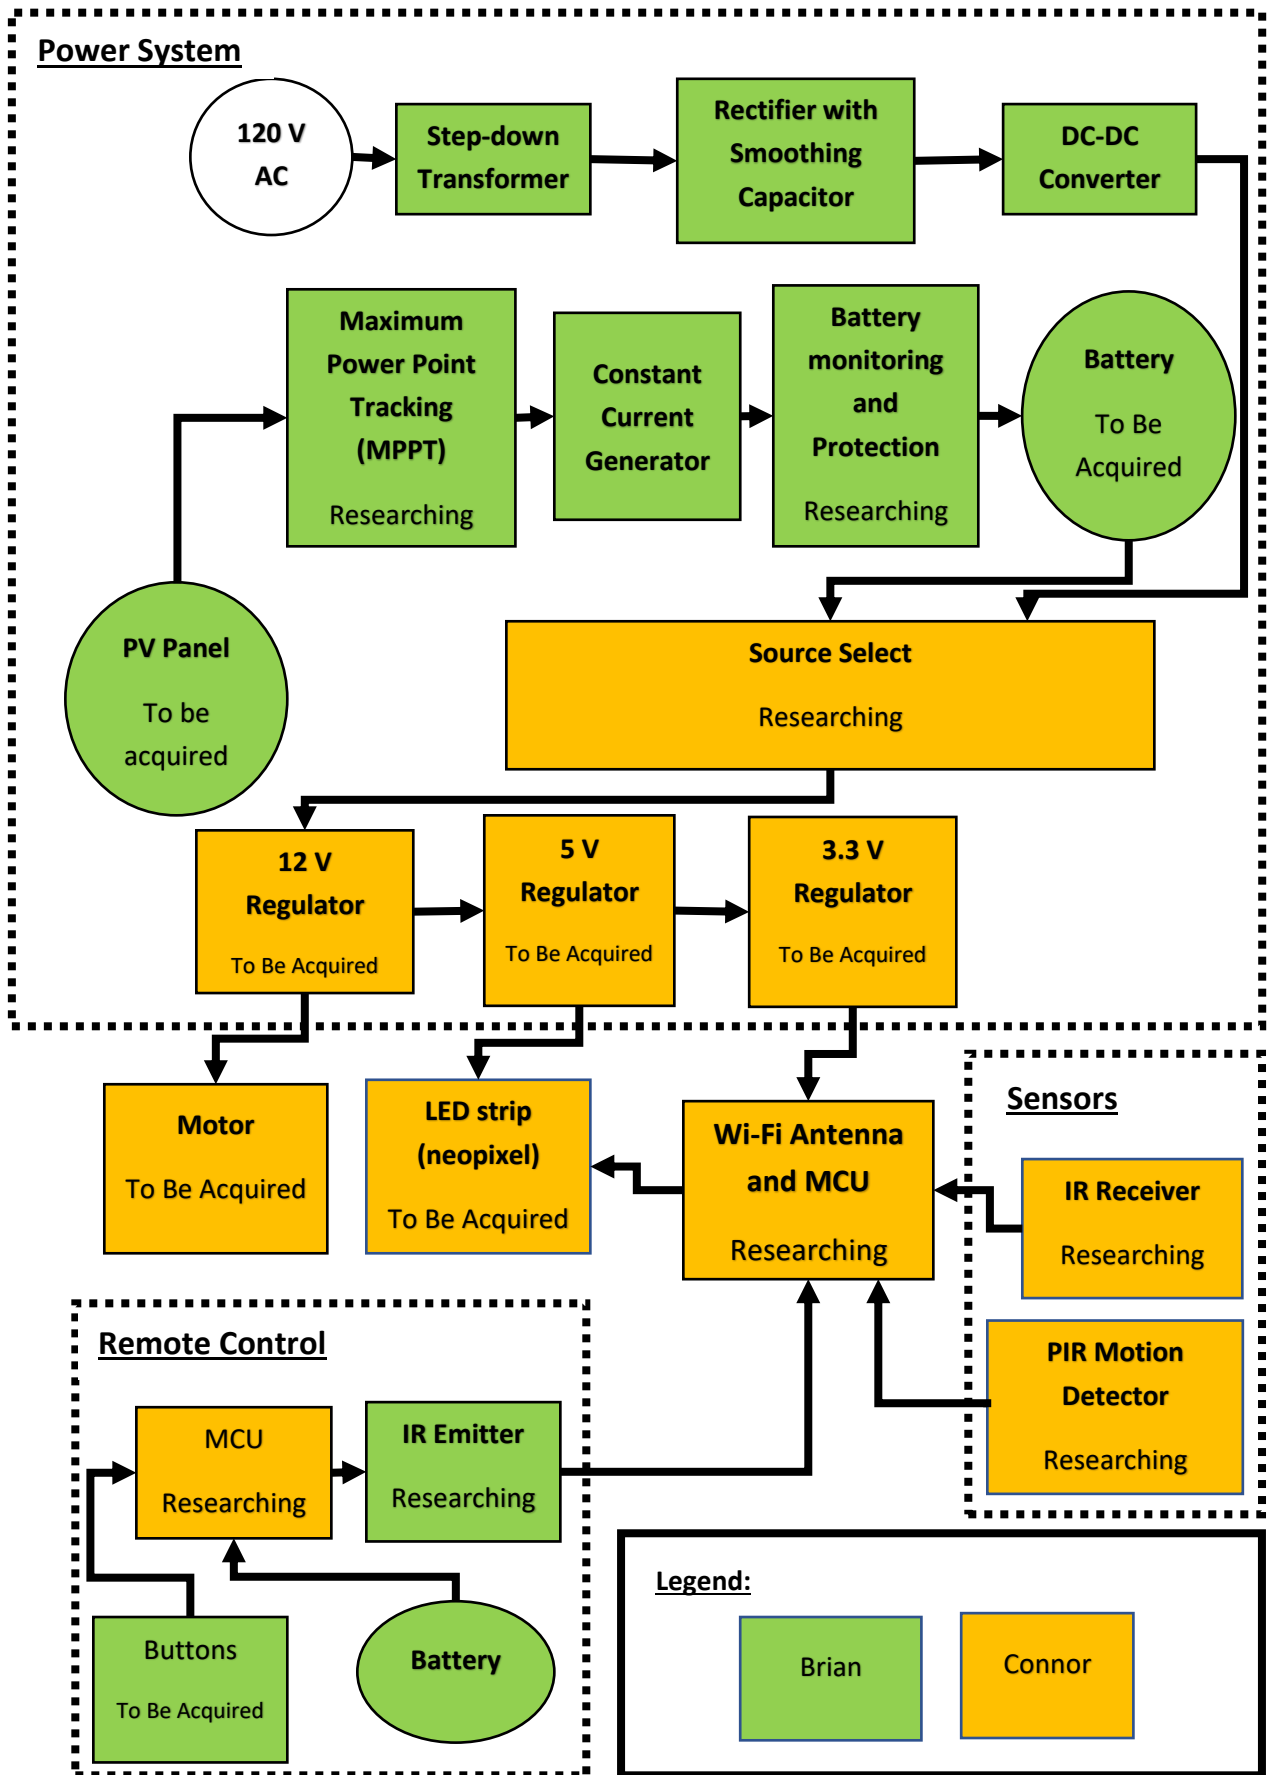 Power System
120 V
AC
Step-down
Transformer
Rectifier with
Smoothing
Capacitor
DC-DC
Converter
Maximum
Power Point
Tracking
(MPPT)
Researching
Constant
Current
Generator
Battery
monitoring
and
Protection
Researching
Battery
To Be
Acquired
PV Panel
To be
acquired
Source Select
Researching
12 V
Regulator
To Be Acquired
5 V
Regulator
To Be Acquired
3.3 V
Regulator
To Be Acquired
Motor
To Be Acquired
LED strip
(neopixel)
To Be Acquired
Wi-Fi Antenna
and MCU
Researching
Sensors
IR Receiver
Researching
PIR Motion
Detector
Researching
Remote Control
MCU
Researching
IR Emitter
Researching
Buttons
To Be Acquired
Battery
Legend:
Brian
Connor